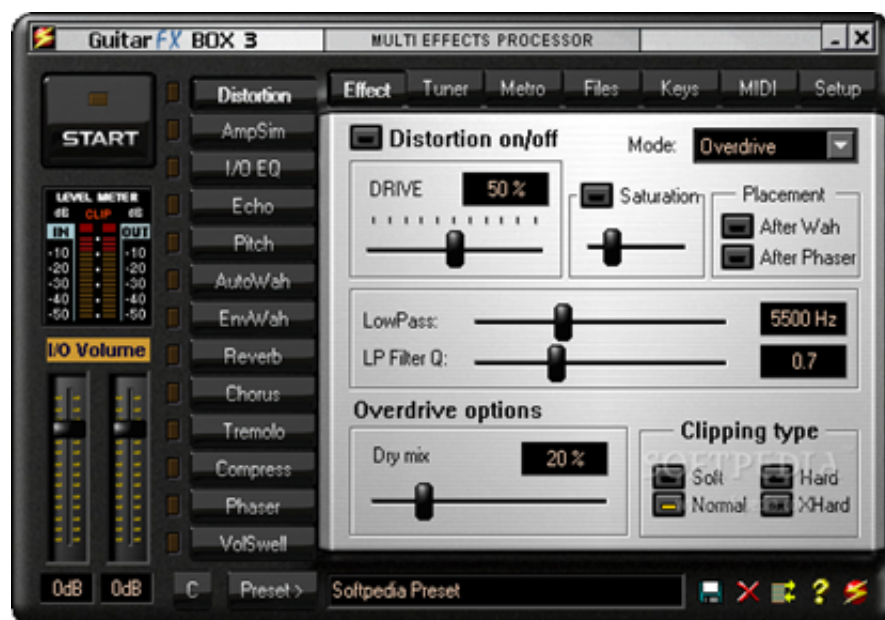 Guitar FX BOX 3
MULTI EFFECTS PROCESSOR
START
LEVEL METER
dB CLIP dB
IN OUT
-10 -10
-20 -20
-30 -30
-40 -40
-50 -50
I/O Volume
0dB 0dB
Distortion
AmpSim
I/O EQ
Echo
Pitch
AutoWah
EnvWah
Reverb
Chorus
Tremolo
Compress
Phaser
VolSwell
C
Preset >
Effect Tuner Metro Files Keys MIDI Setup
Distortion on/off
Mode: Overdrive
DRIVE 50 %
Saturation
Placement
After Wah
After Phaser
LowPass: 5500 Hz
LP Filter Q: 0.7
Overdrive options
Dry mix 20 %
Clipping type
SOFTPEDIA
Soft Hard
Normal XHard
Softpedia Preset
?